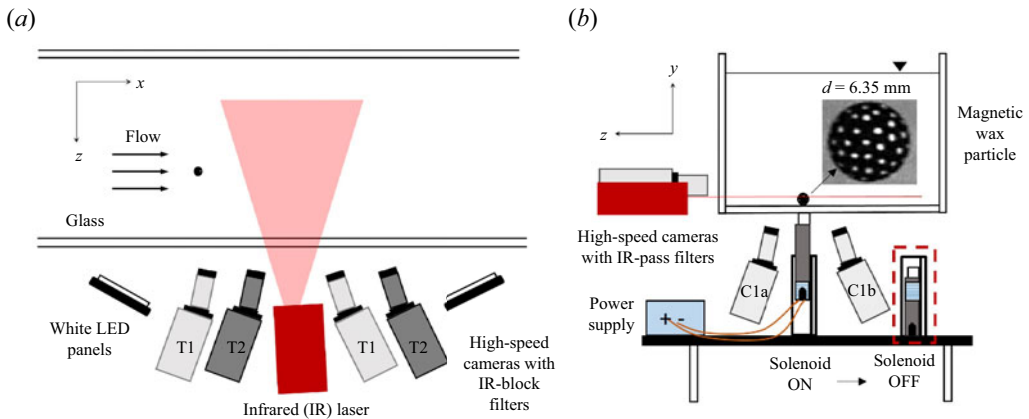 (a)
x
z
Flow
Glass
White LED
panels
T1
T2
T1
T2
Infrared (IR) laser
High-speed
cameras with
IR-block
filters
(b)
y
z
d = 6.35 mm
Magnetic
wax
particle
High-speed cameras
with IR-pass filters
C1a
C1b
Power
supply
+ -
Solenoid
ON
Solenoid
OFF